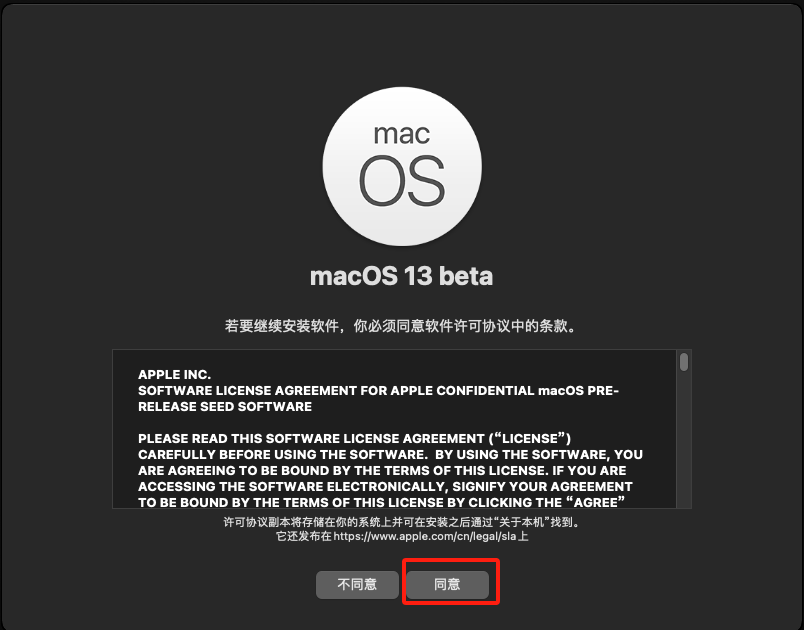 mac
OS
macOS 13 beta
若要继续安装软件，你必须同意软件许可协议中的条款。
APPLE INC.
SOFTWARE LICENSE AGREEMENT FOR APPLE CONFIDENTIAL macOS PRE-
RELEASE SEED SOFTWARE
PLEASE READ THIS SOFTWARE LICENSE AGREEMENT (“LICENSE”)
CAREFULLY BEFORE USING THE SOFTWARE.  BY USING THE SOFTWARE, YOU
ARE AGREEING TO BE BOUND BY THE TERMS OF THIS LICENSE. IF YOU ARE
ACCESSING THE SOFTWARE ELECTRONICALLY, SIGNIFY YOUR AGREEMENT
TO BE BOUND BY THE TERMS OF THIS LICENSE BY CLICKING THE “AGREE”
许可协议副本将存储在你的系统上并可在安装之后通过“关于本机”找到。
它还发布在 https://www.apple.com/cn/legal/sla 上
不同意
同意